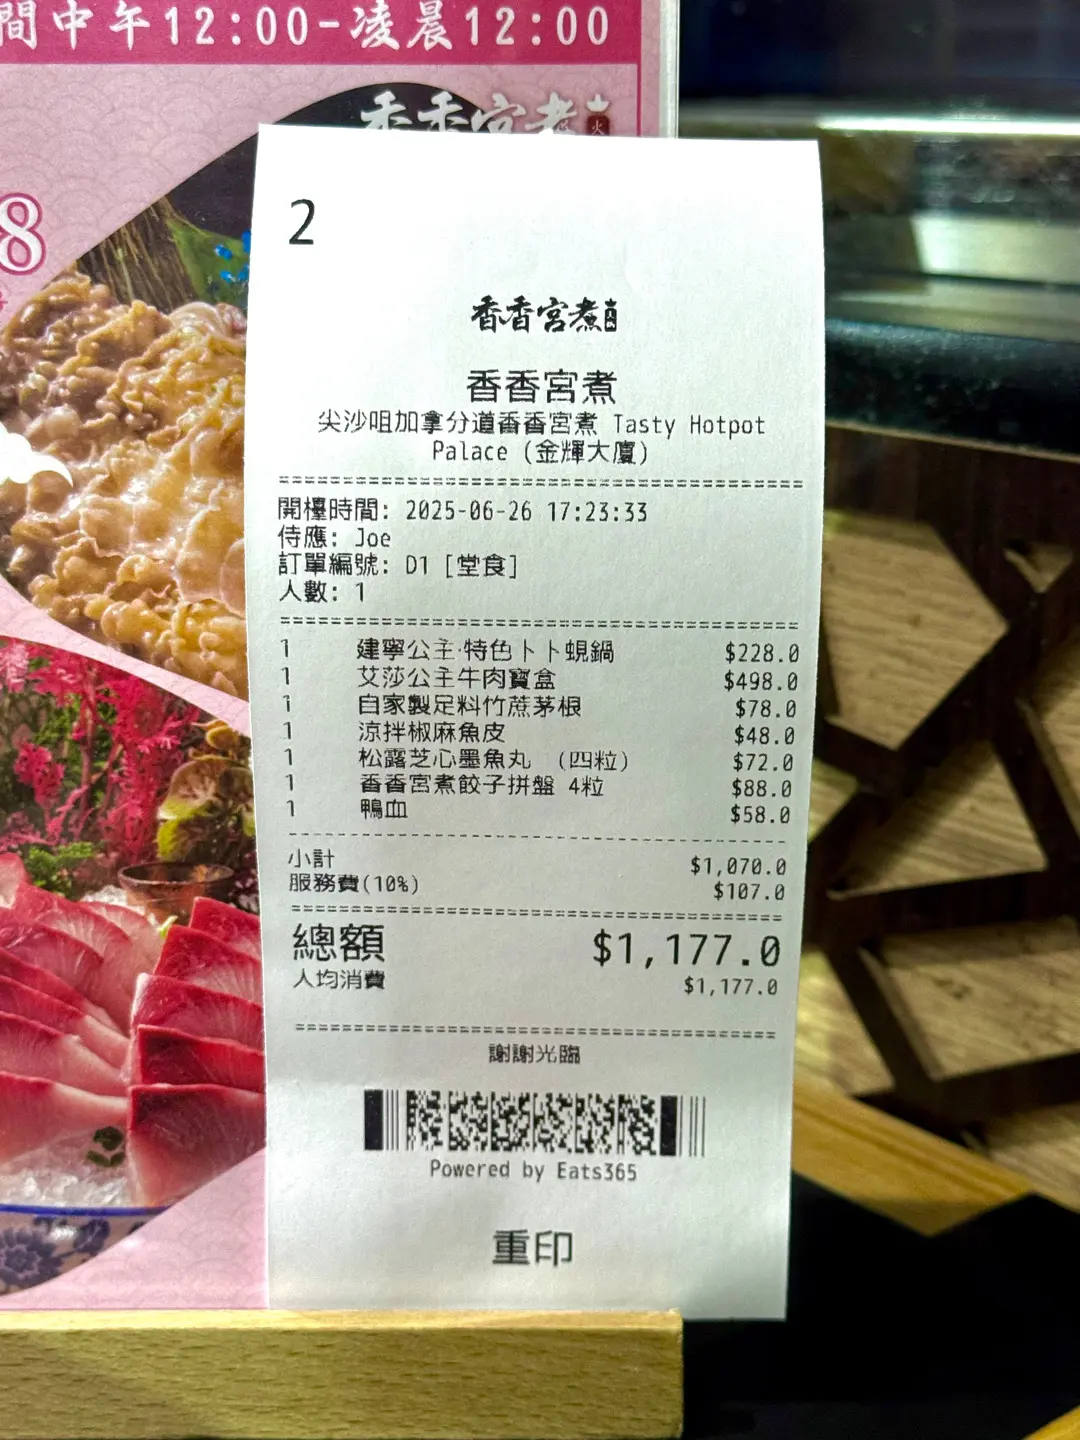 間中午12:00-凌晨12:00
香香宮煮
火
8
2
香香宮煮
香香宮煮
尖沙咀加拿分道香香宮煮 Tasty Hotpot
Palace (金輝大廈)
開檯時間: 2025-06-26 17:23:33
侍應: Joe
訂單編號: D1 [堂食]
人數: 1
1 建寧公主·特色卜卜蜆鍋 $228.0
1 艾莎公主牛肉寶盒 $498.0
1 自家製足料竹蔗茅根 $78.0
1 涼拌椒麻魚皮 $48.0
1 松露芝心墨魚丸 (四粒) $72.0
1 香香宮煮餃子拼盤 4粒 $88.0
1 鴨血 $58.0
小計 $1,070.0
服務費(10%) $107.0
總額 $1,177.0
人均消費 $1,177.0
謝謝光臨
Powered by Eats365
重印